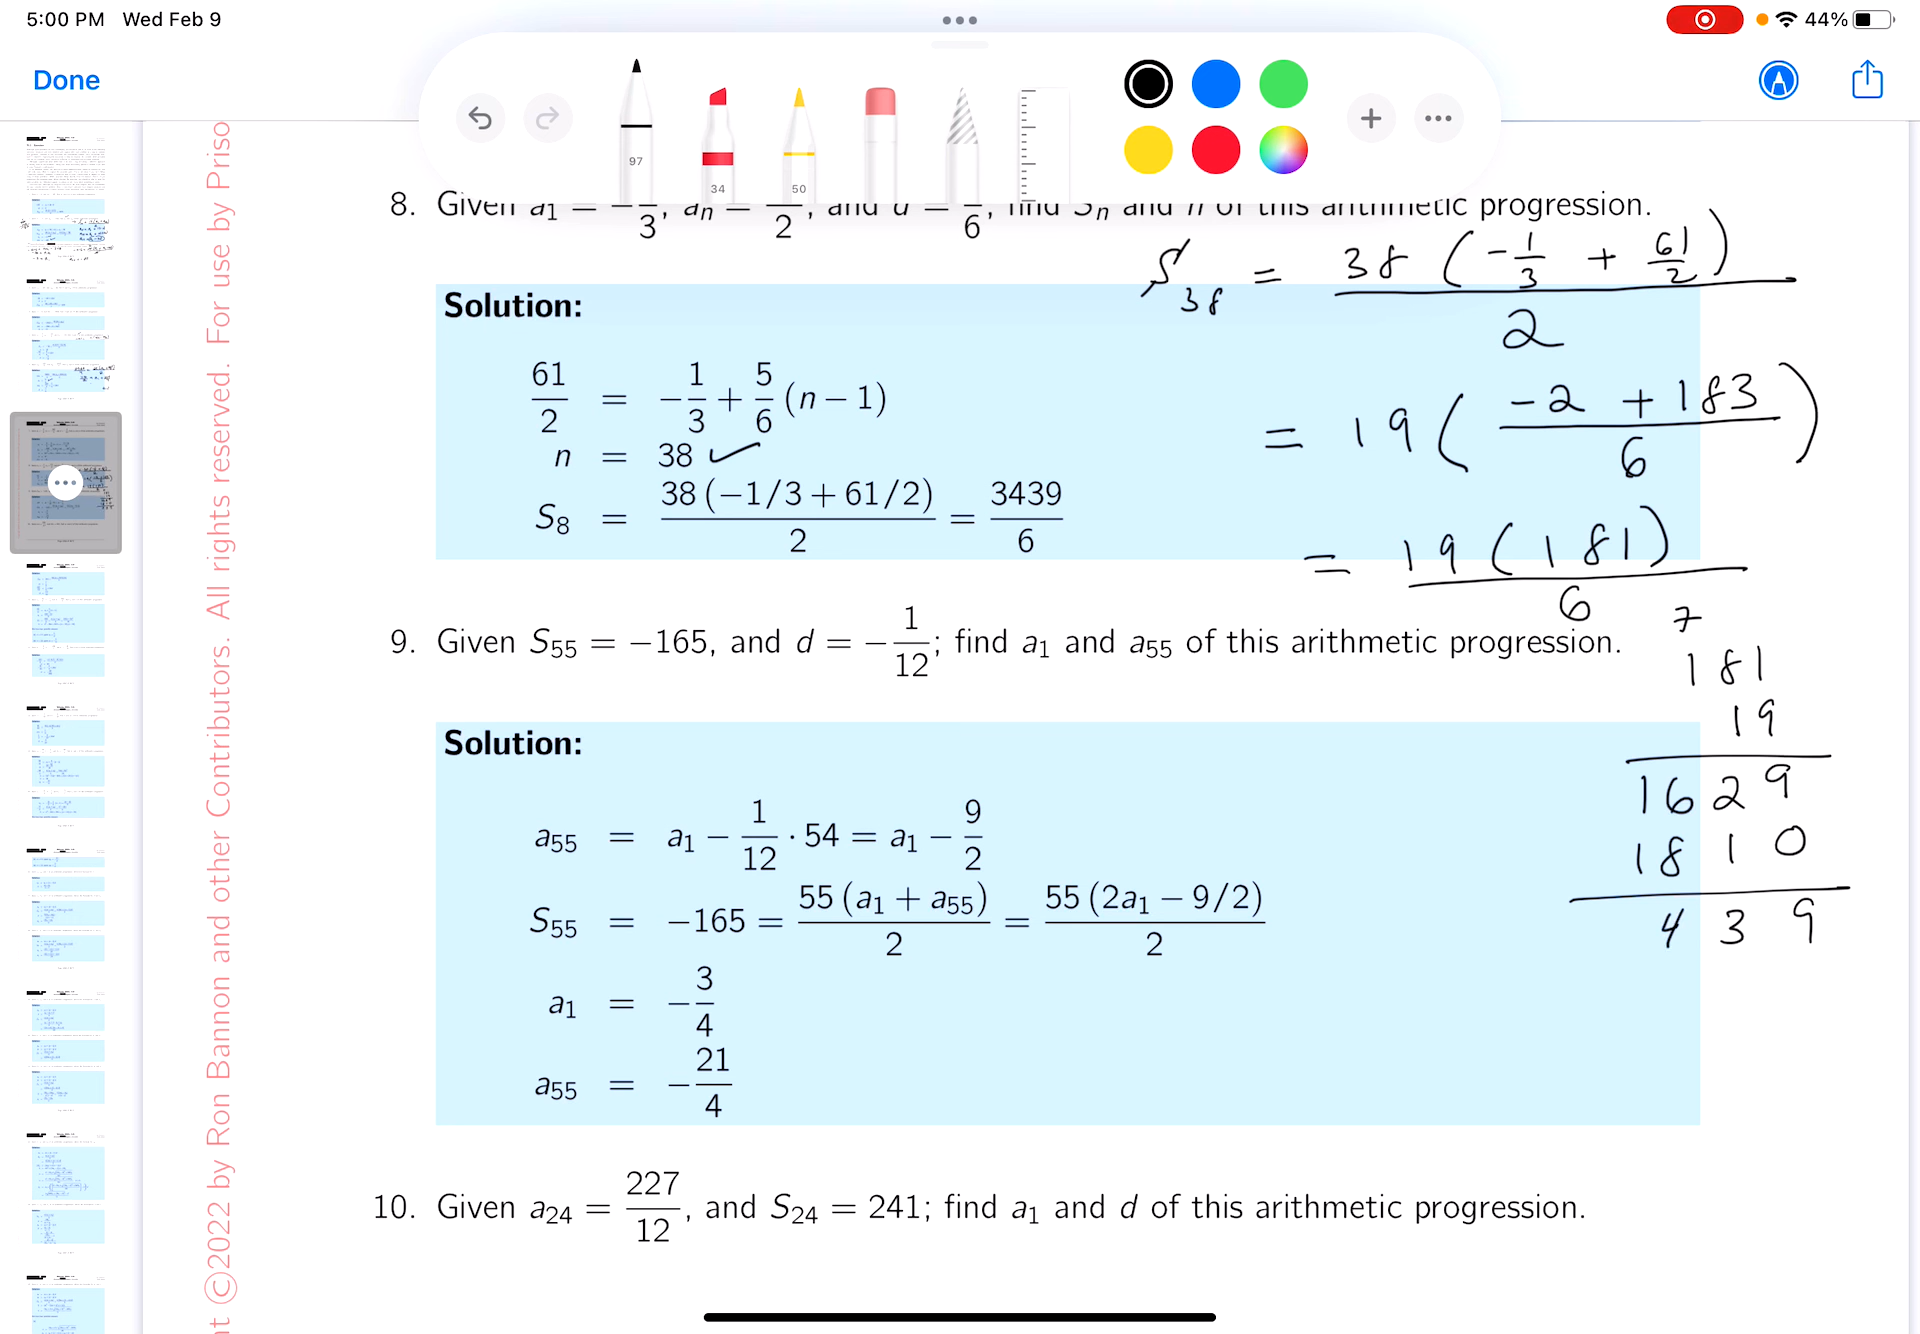 5:00 PM Wed Feb 9
44%
Done
97
34
50
8. Given a₁ = −1/3, aₙ = 61/2, and d = 5/6, find Sₙ and n of this arithmetic progression.
S₃₈ = 38 (−1/3 + 61/2) / 2
Solution:
61/2 = −1/3 + 5/6 (n − 1)
= 19 ( −2 + 183 / 6 )
n = 38 ✓
S₈ = 38 (−1/3 + 61/2) / 2 = 3439/6
= 19 (181) / 6
9. Given S₅₅ = −165, and d = −1/12; find a₁ and a₅₅ of this arithmetic progression.
7
181
19
1629
1810
439
Solution:
a₅₅ = a₁ − 1/12 · 54 = a₁ − 9/2
S₅₅ = −165 = 55 (a₁ + a₅₅) / 2 = 55 (2a₁ − 9/2) / 2
a₁ = −3/4
a₅₅ = −21/4
10. Given a₂₄ = 227/12, and S₂₄ = 241; find a₁ and d of this arithmetic progression.
©2022 by Ron Bannon and other Contributors. All rights reserved. For use by Priso